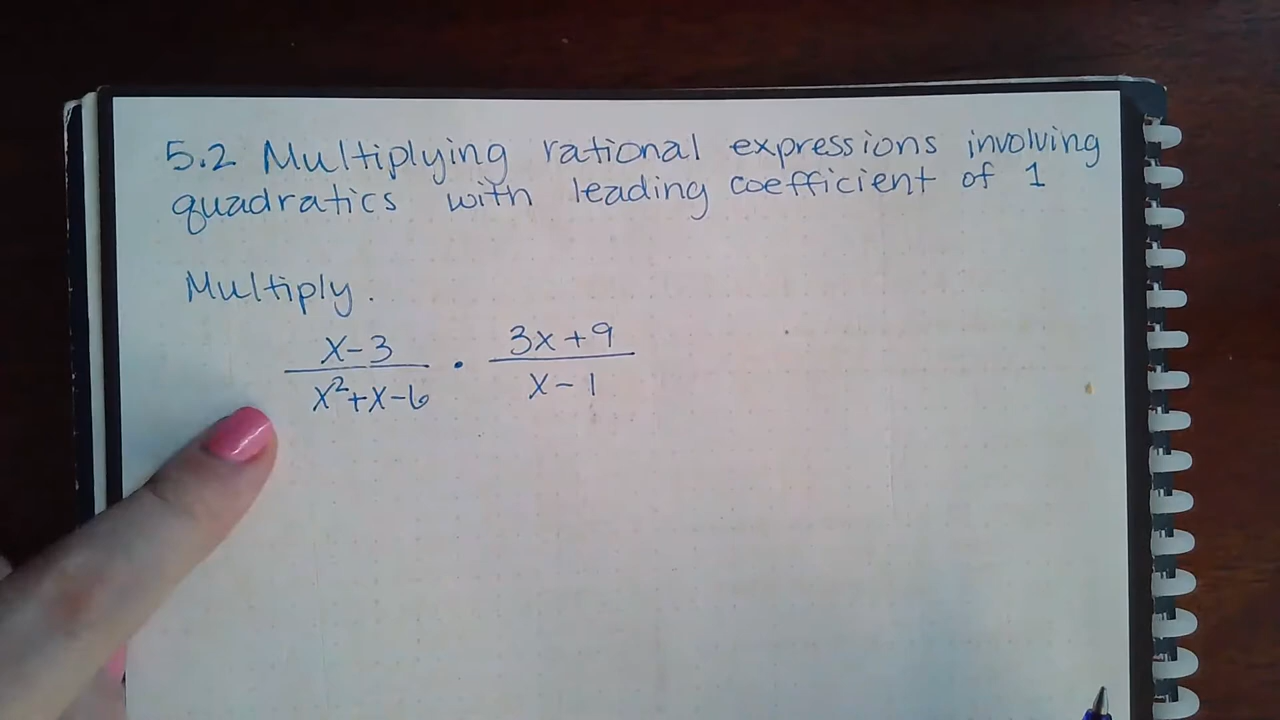 5.2 Multiplying rational expressions involving
quadratics with leading coefficient of 1
Multiply.
x-3 / x²+x-6 · 3x+9 / x-1